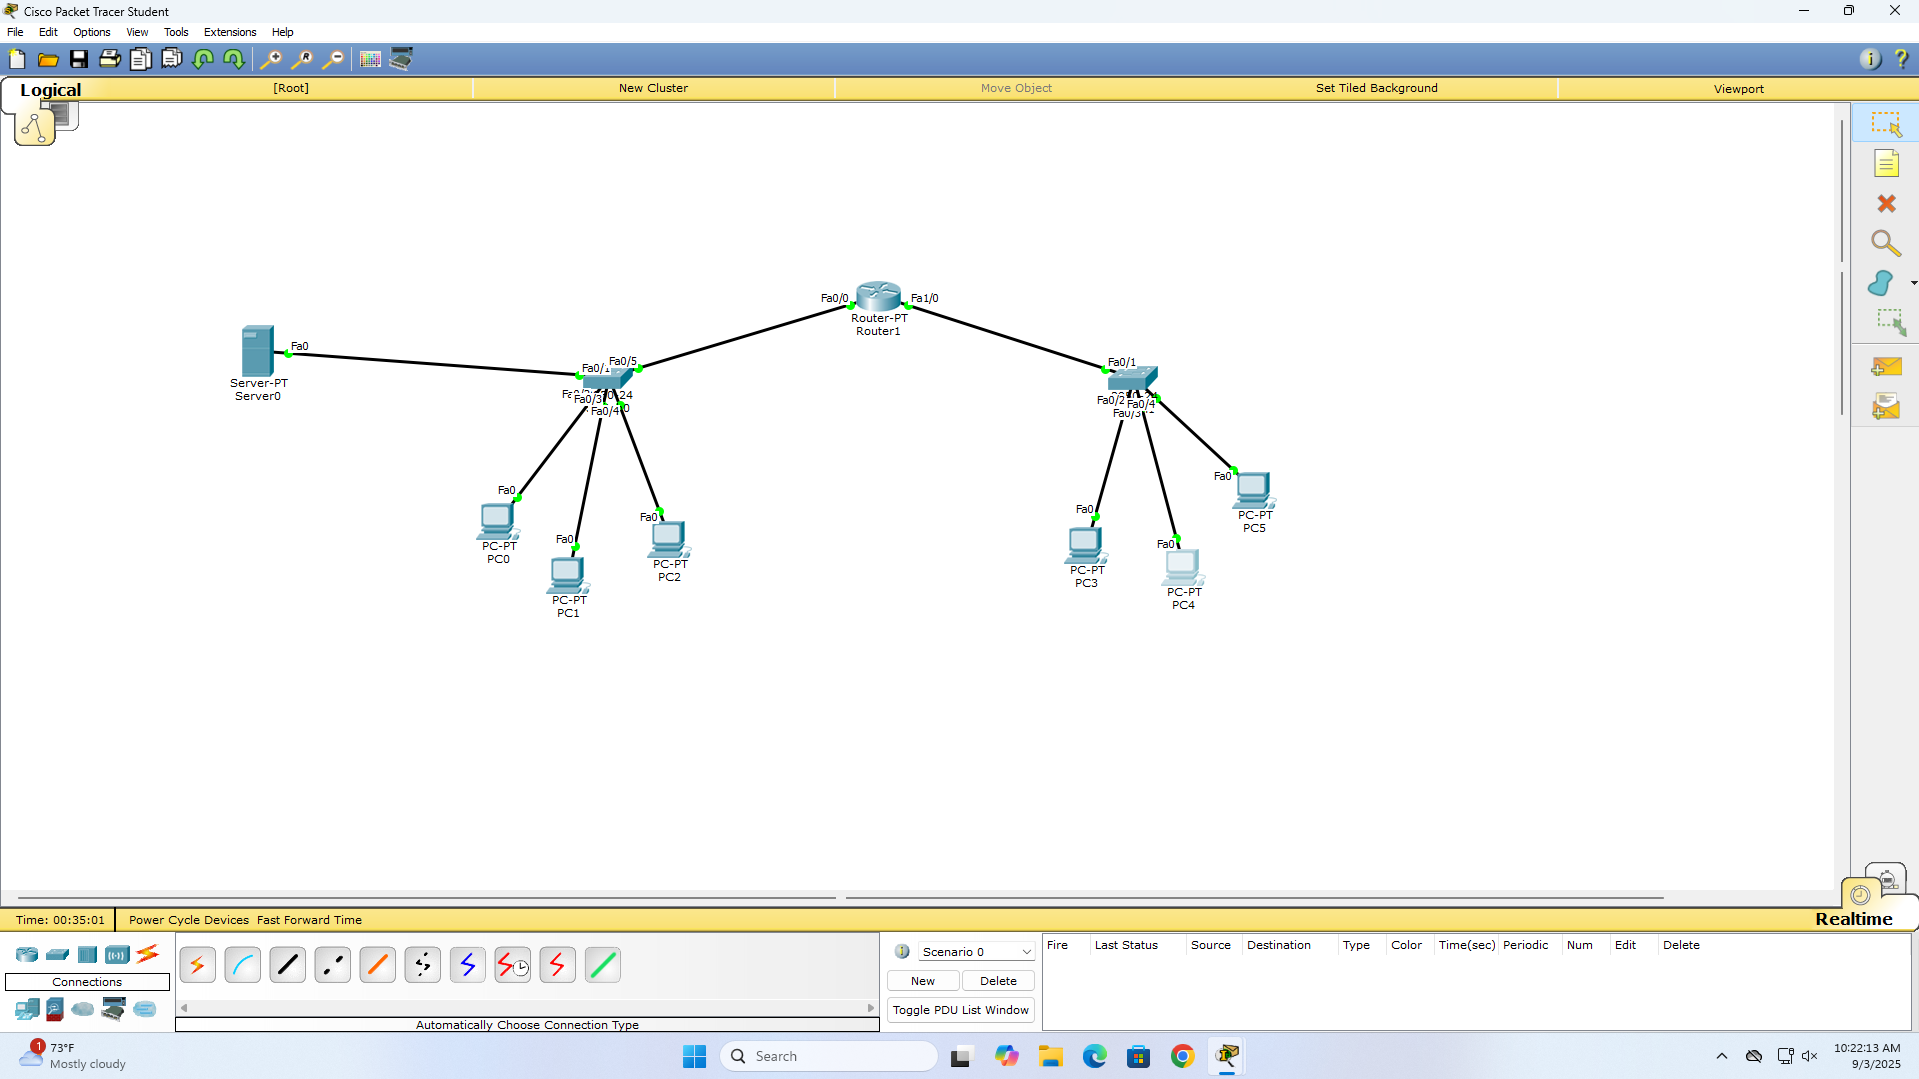 Cisco Packet Tracer Student
File Edit Options View Tools Extensions Help
Logical [Root] New Cluster Move Object Set Tiled Background Viewport
Fa0/0 Fa1/0
Router-PT
Router1
Fa0
Server-PT
Server0
Fa0/5
Fa0/1
Fa0/3
Fa0/4
Fa0/1
Fa0/2
Fa0/4
Fa0/3
Fa0
PC-PT
PC0
Fa0
PC-PT
PC1
Fa0
PC-PT
PC2
Fa0
PC-PT
PC3
Fa0
PC-PT
PC4
Fa0
PC-PT
PC5
Realtime
Time: 00:35:01 Power Cycle Devices Fast Forward Time
Connections
Automatically Choose Connection Type
Scenario 0
New Delete
Toggle PDU List Window
Fire Last Status Source Destination Type Color Time(sec) Periodic Num Edit Delete
1
73°F
Mostly cloudy
Search
10:22:13 AM
9/3/2025